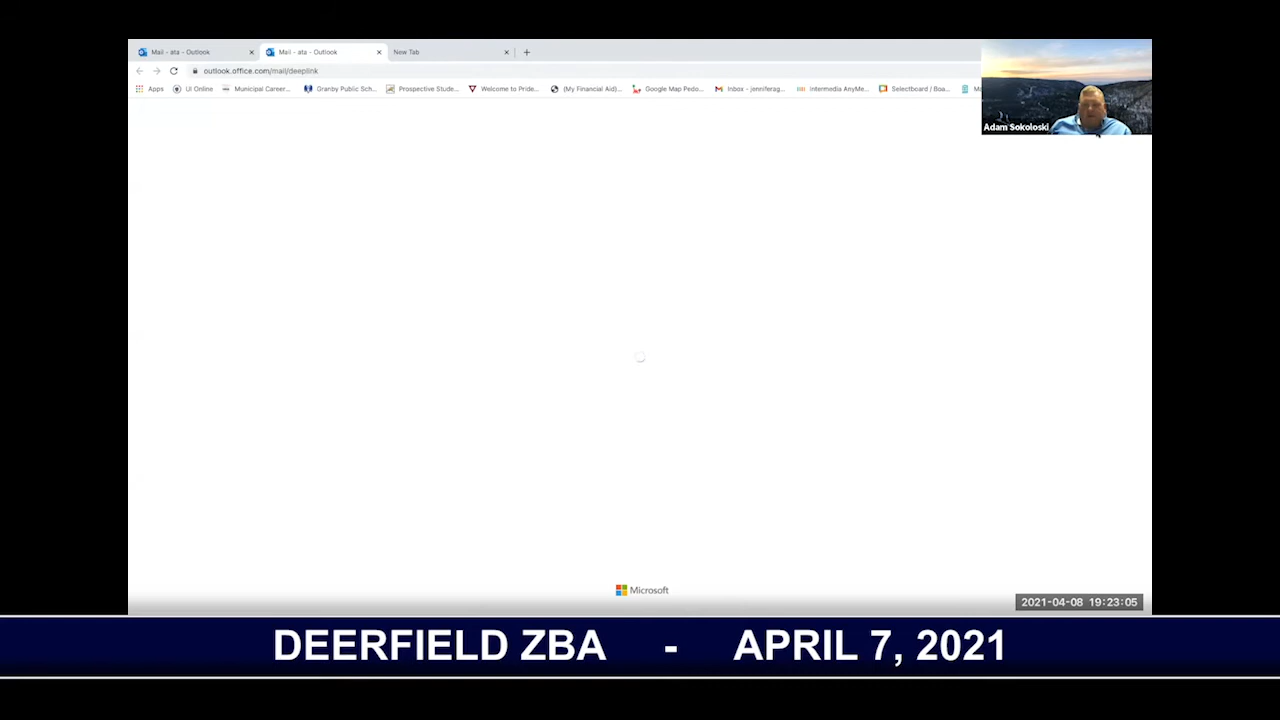 Mail - ata - Outlook Mail - ata - Outlook New Tab
outlook.office.com/mail/deeplink
Apps UI Online Municipal Career... Granby Public Sch... Prospective Stude... Welcome to Pride... (My Financial Aid)... Google Map Pedo... Inbox - jenniferag... Intermedia AnyMe... Selectboard / Boa...
Adam Sokoloski
Microsoft
2021-04-08 19:23:05
DEERFIELD ZBA - APRIL 7, 2021